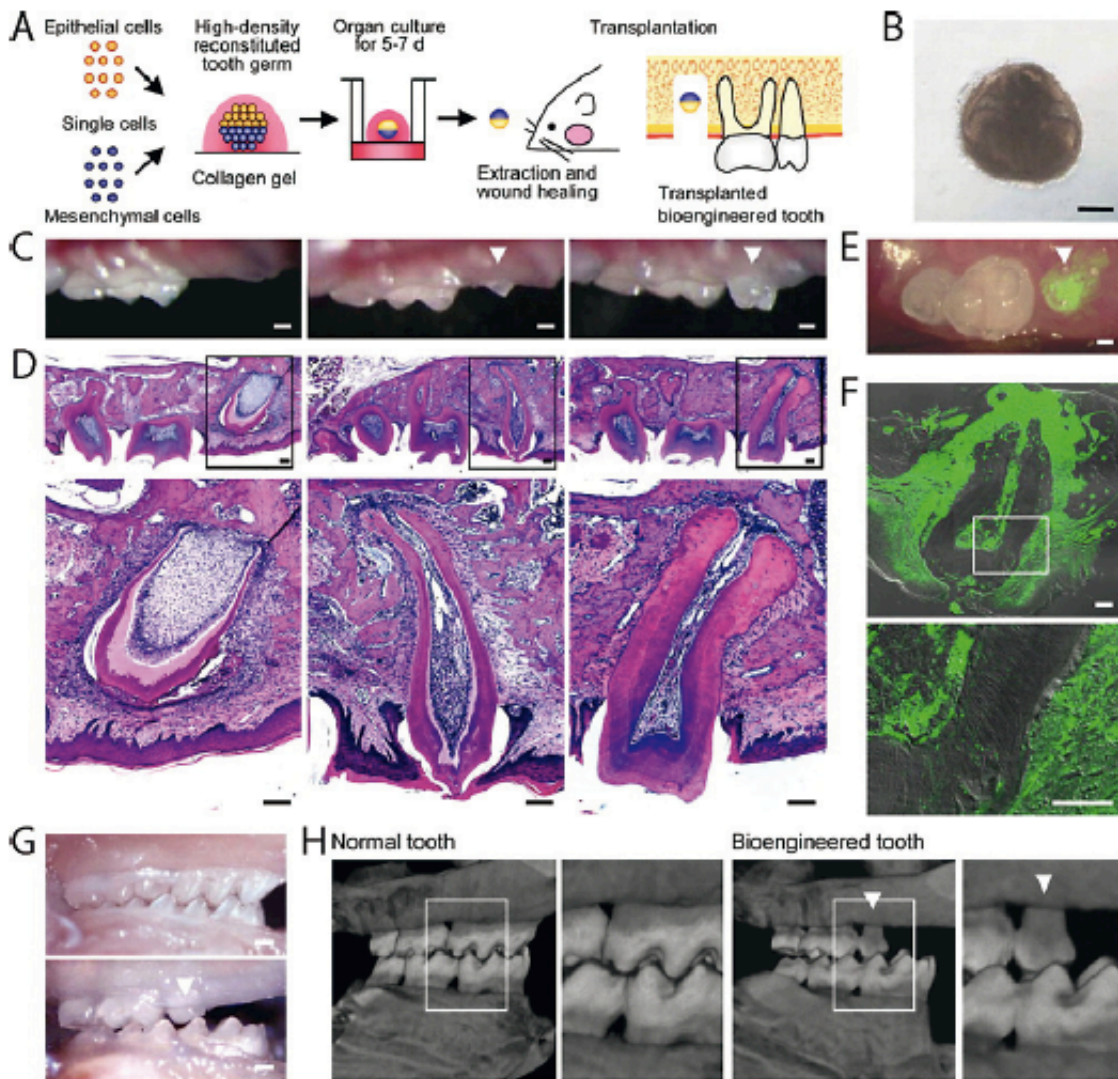 A
Epithelial cells
Single cells
Mesenchymal cells
High-density
reconstituted
tooth germ
Collagen gel
Organ culture
for 5-7 d
Transplantation
Extraction and
wound healing
Transplanted
bioengineered tooth
B
C
D
E
F
G
H
Normal tooth
Bioengineered tooth